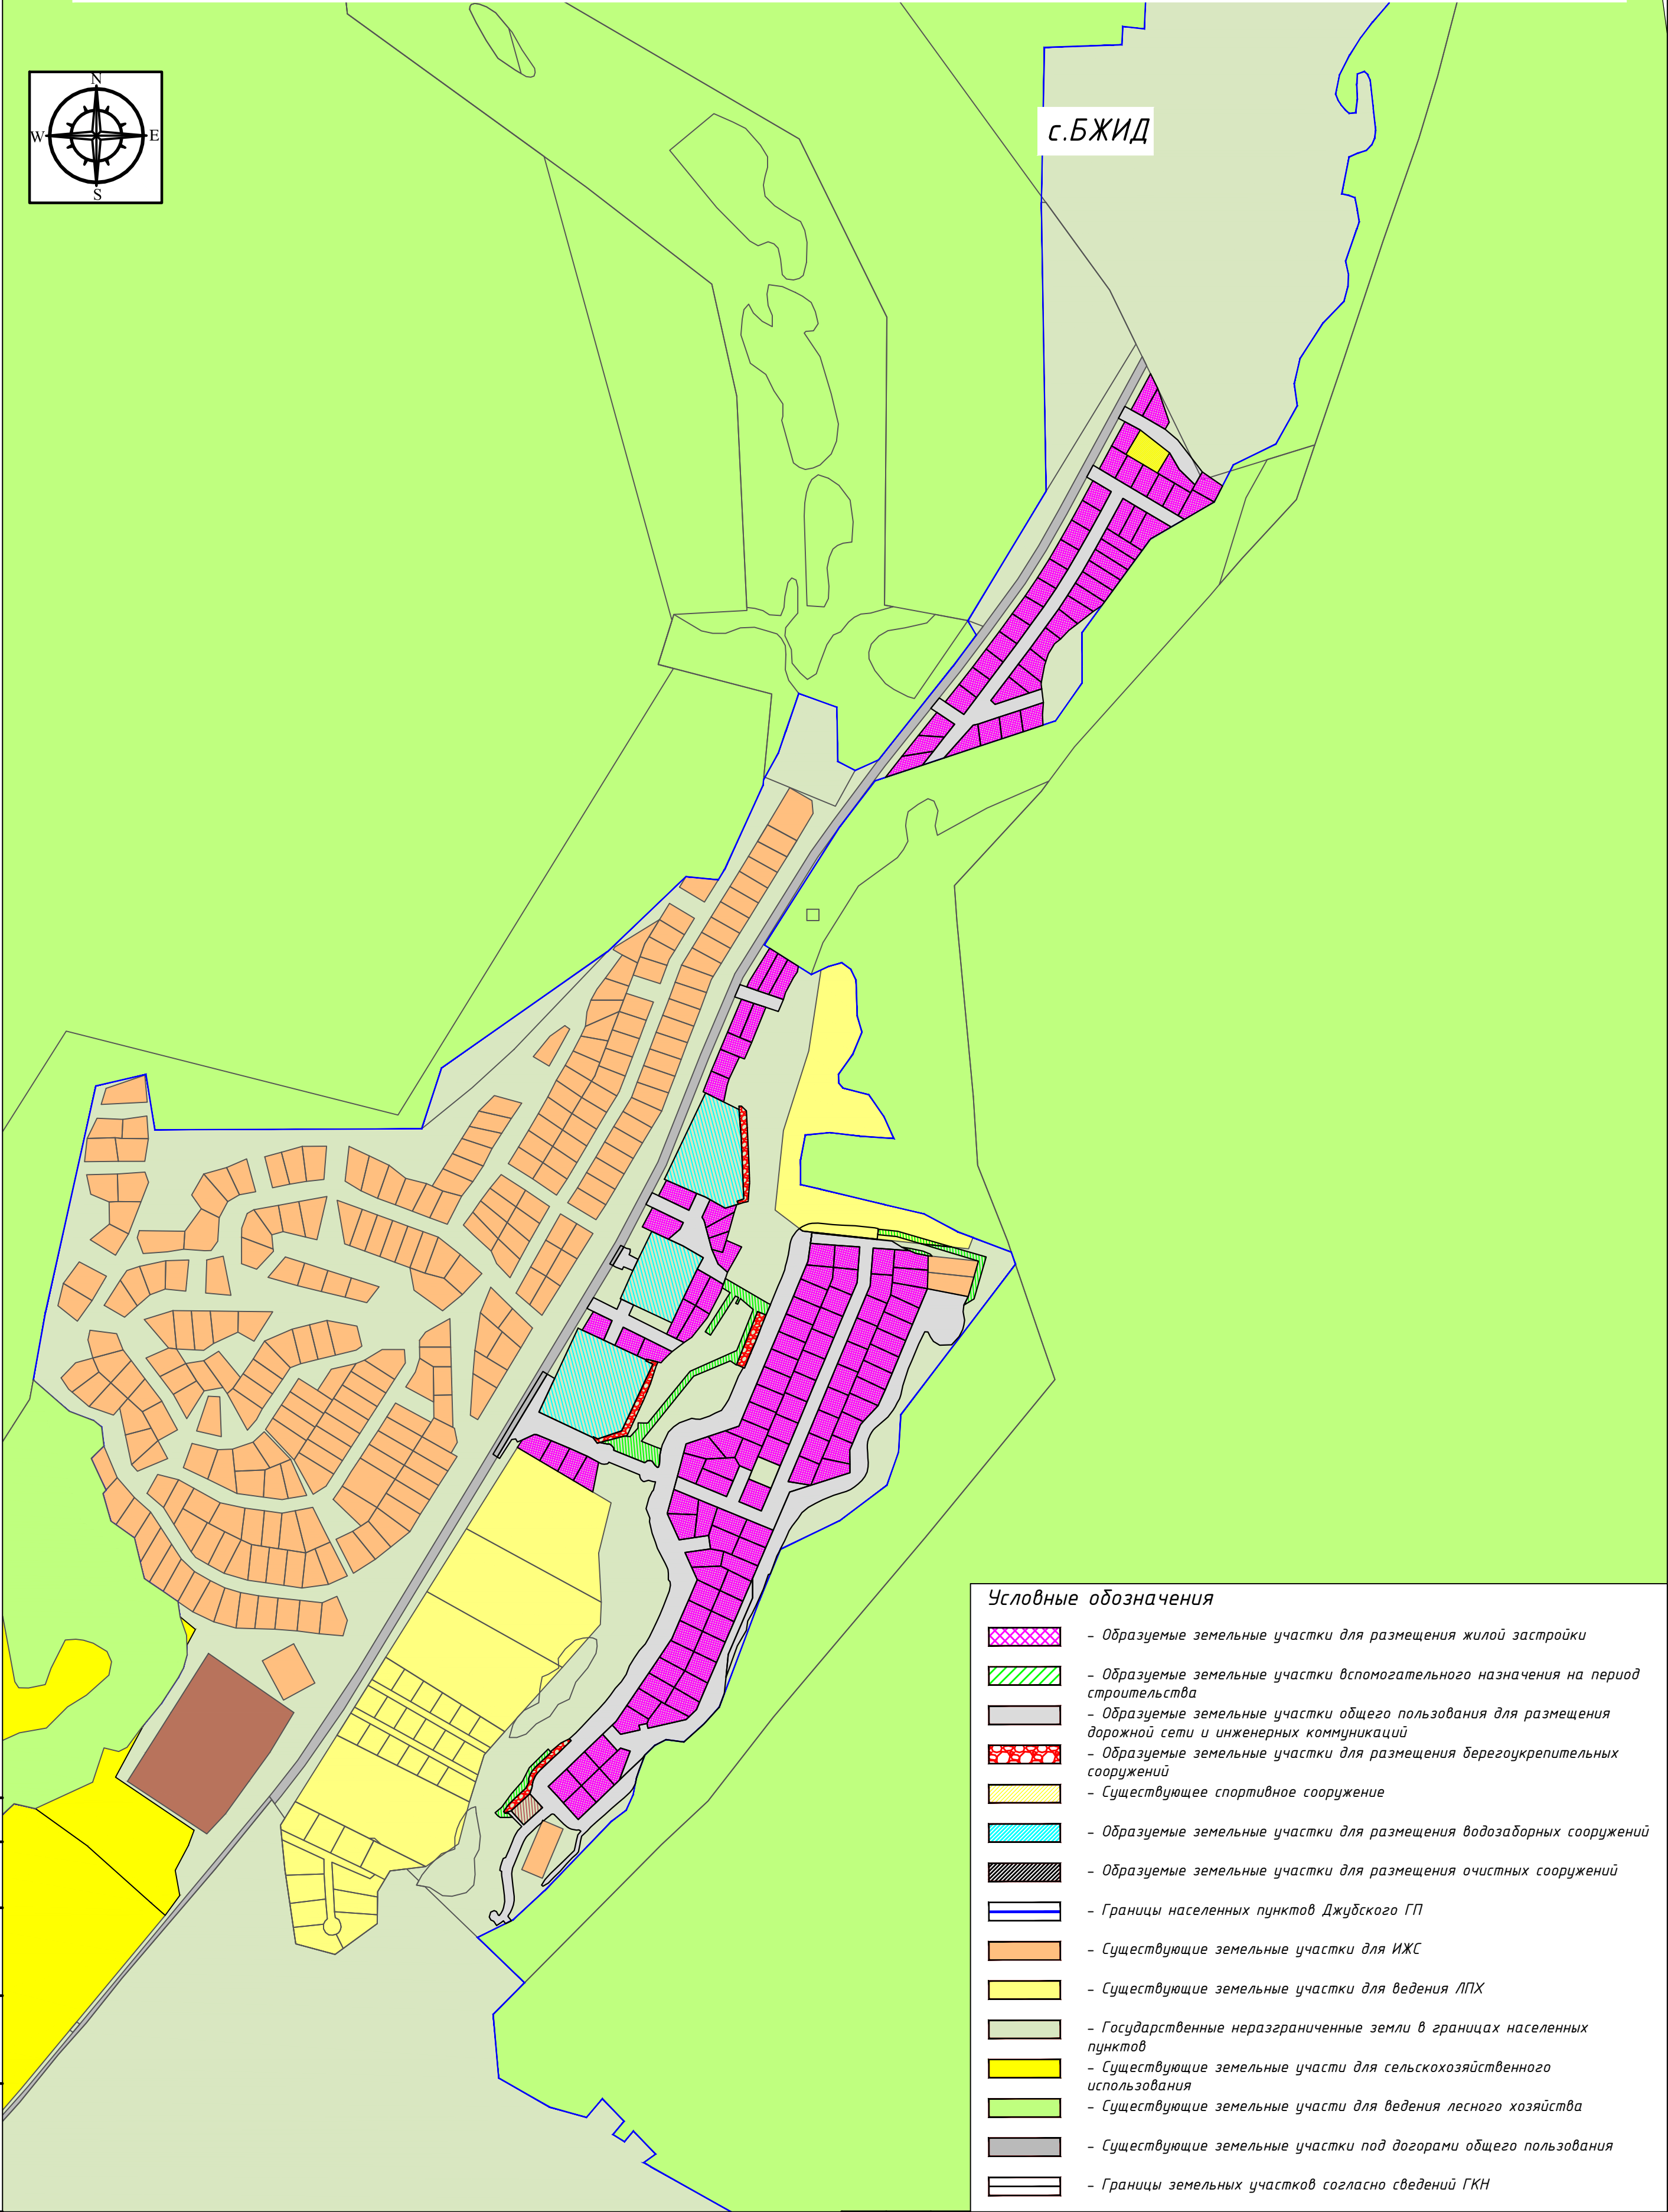 N
W E
S
с.БЖИД
Условные обозначения
- Образуемые земельные участки для размещения жилой застройки
- Образуемые земельные участки вспомогательного назначения на период
строительства
- Образуемые земельные участки общего пользования для размещения
дорожной сети и инженерных коммуникаций
- Образуемые земельные участки для размещения берегоукрепительных
сооружений
- Существующее спортивное сооружение
- Образуемые земельные участки для размещения водозаборных сооружений
- Образуемые земельные участки для размещения очистных сооружений
- Границы населенных пунктов Джубского ГП
- Существующие земельные участки для ИЖС
- Существующие земельные участки для ведения ЛПХ
- Государственные неразграниченные земли в границах населенных
пунктов
- Существующие земельные участи для сельскохозяйственного
использования
- Существующие земельные участи для ведения лесного хозяйства
- Существующие земельные участки под догорами общего пользования
- Границы земельных участков согласно сведений ГКН